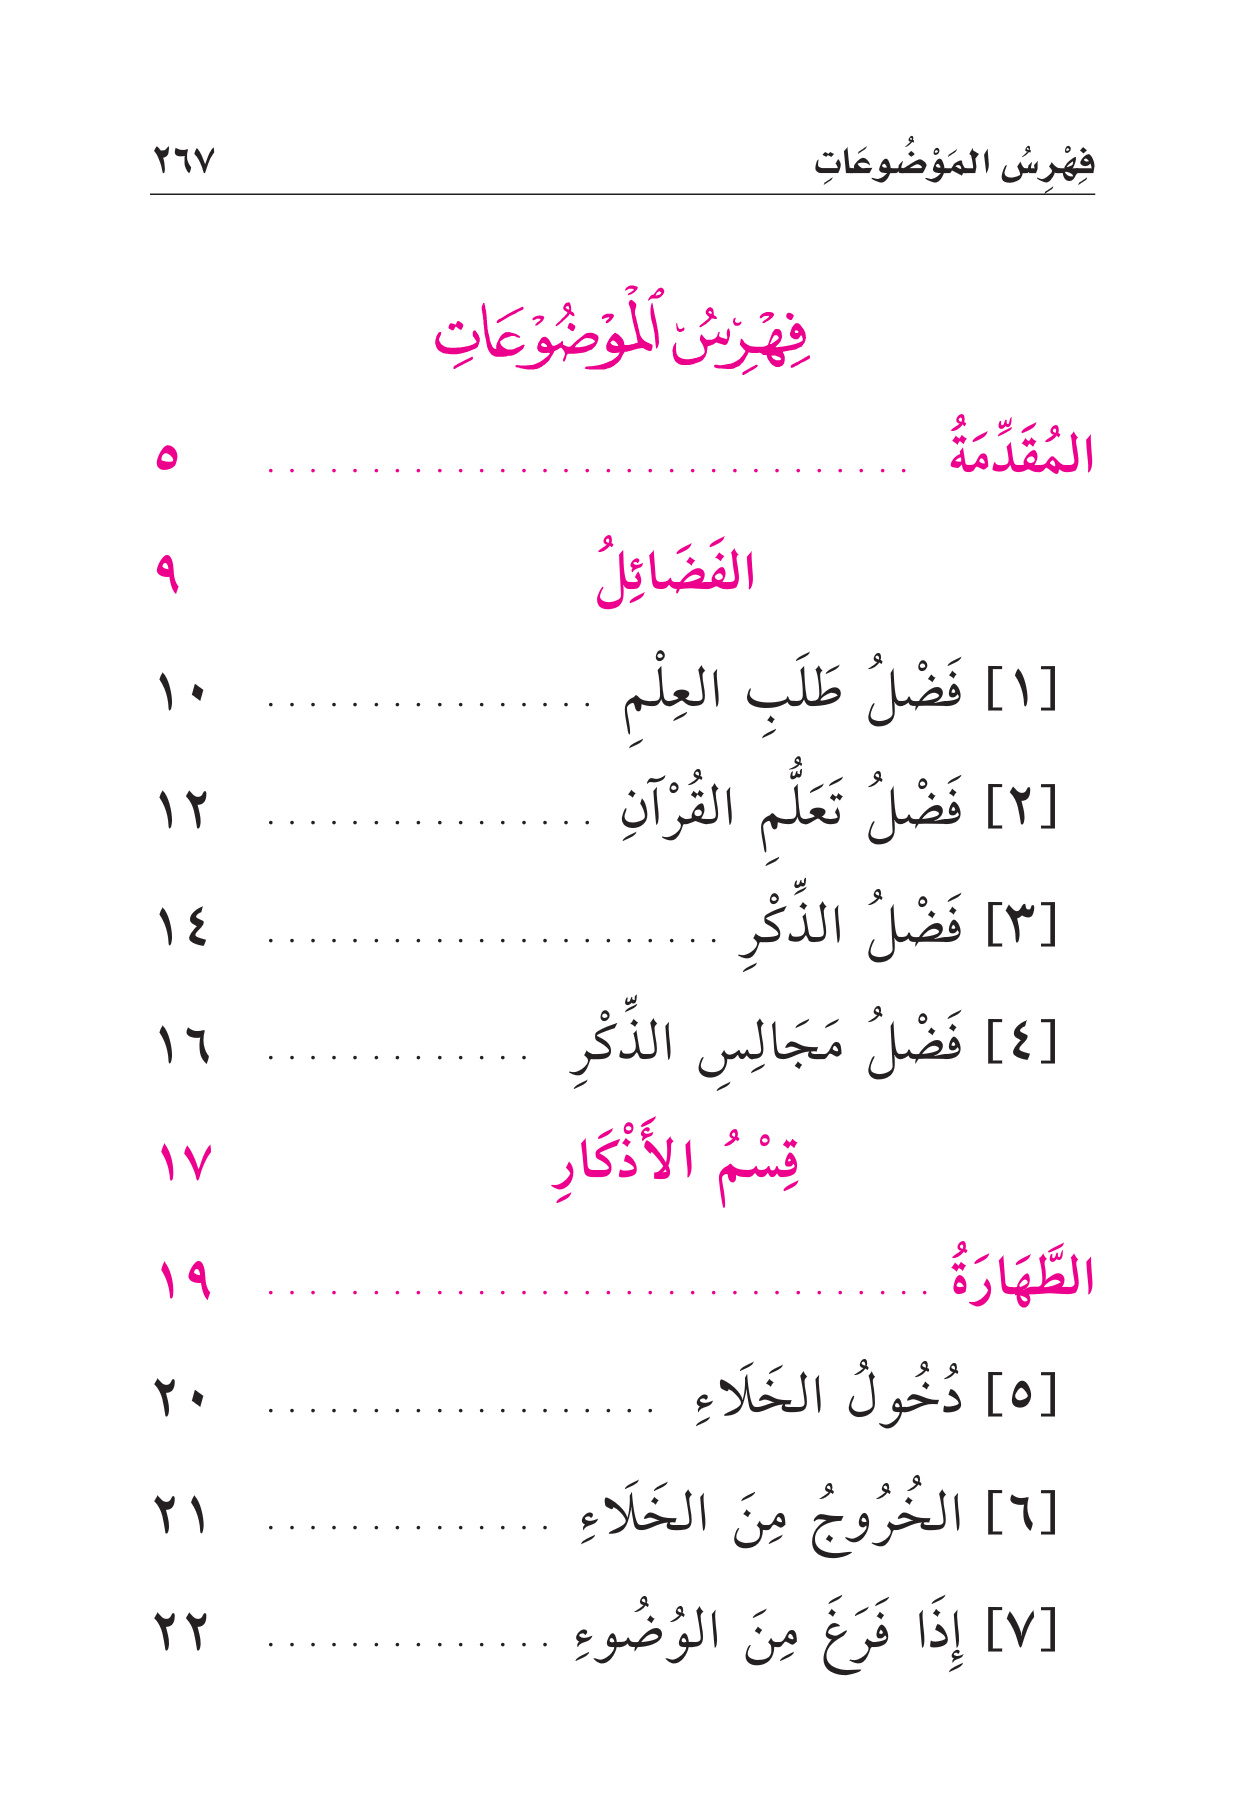 فِهْرِسُ المَوْضُوعَاتِ ٢٦٧
فِهْرِسُ ٱلْمَوْضُوْعَاتِ
المُقَدِّمَةُ . . . . . . . . . . . . . . . . . . . . . . . . . . . . . . . ٥
الفَضَائِلُ ٩
[١] فَضْلُ طَلَبِ العِلْمِ . . . . . . . . . . . . . . . . ١٠
[٢] فَضْلُ تَعَلُّمِ القُرْآنِ . . . . . . . . . . . . . . . . ١٢
[٣] فَضْلُ الذِّكْرِ . . . . . . . . . . . . . . . . . . . . . . ١٤
[٤] فَضْلُ مَجَالِسِ الذِّكْرِ . . . . . . . . . . . . . ١٦
قِسْمُ الأَذْكَارِ ١٧
الطَّهَارَةُ . . . . . . . . . . . . . . . . . . . . . . . . . . . . . . . . ١٩
[٥] دُخُولُ الخَلَاءِ . . . . . . . . . . . . . . . . . . . ٢٠
[٦] الخُرُوجُ مِنَ الخَلَاءِ . . . . . . . . . . . . . . ٢١
[٧] إِذَا فَرَغَ مِنَ الوُضُوءِ . . . . . . . . . . . . . . ٢٢